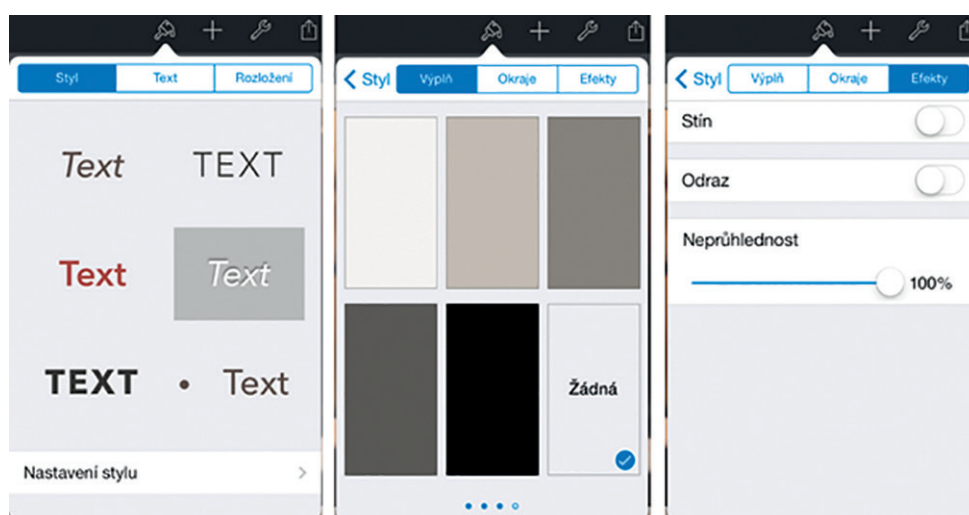 Styl Text Rozložení
Text TEXT
Text Text
TEXT • Text
Nastavení stylu
Styl Výplň Okraje Efekty
Žádná
Styl Výplň Okraje Efekty
Stín
Odraz
Neprůhlednost
100%